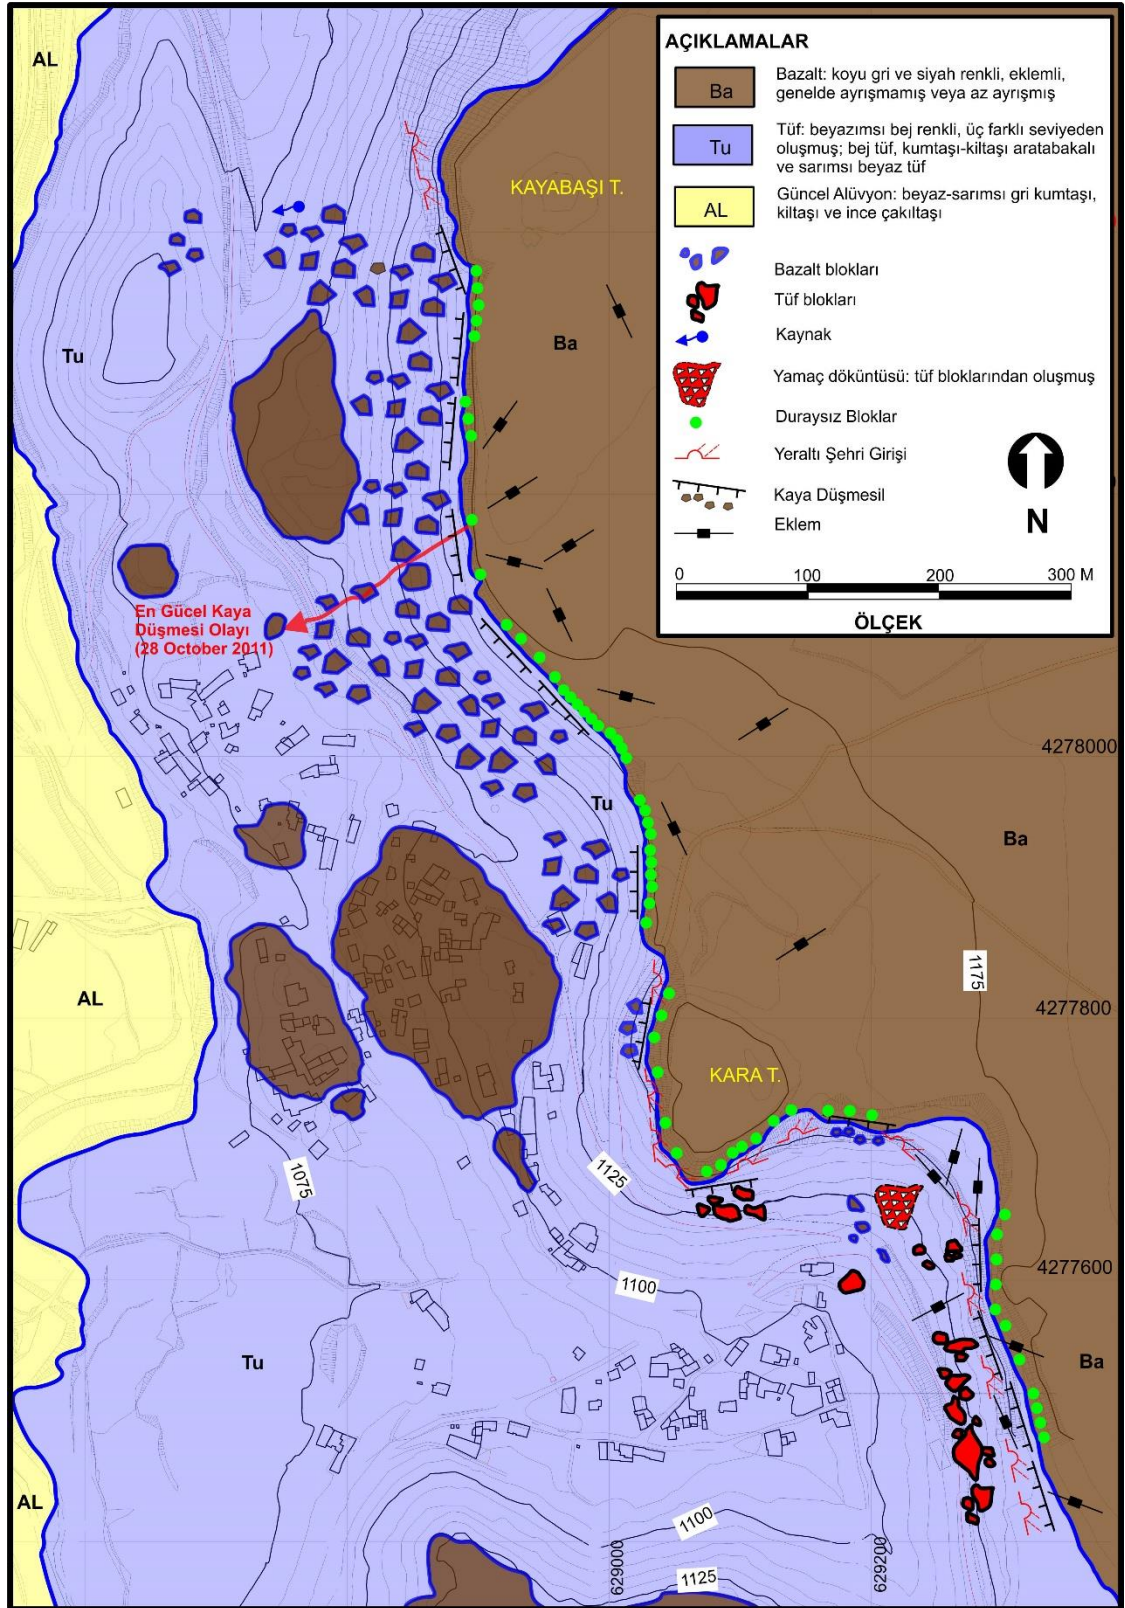 AÇIKLAMALAR
Ba
Bazalt: koyu gri ve siyah renkli, eklemli,
genelde ayrışmamış veya az ayrışmış
Tu
Tüf: beyazımsı bej renkli, üç farklı seviyeden
oluşmuş; bej tüf, kumtaşı-kiltaşı aratabakalı
ve sarımsı beyaz tüf
AL
Güncel Alüvyon: beyaz-sarımsı gri kumtaşı,
kiltaşı ve ince çakıltaşı
Bazalt blokları
Tüf blokları
Kaynak
Yamaç döküntüsü: tüf bloklarından oluşmuş
Duraysız Bloklar
Yeraltı Şehri Girişi
Kaya Düşmesil
Eklem
N
0 100 200 300 M
ÖLÇEK
AL
KAYABAŞI T.
Ba
Tu
En Gücel Kaya
Düşmesi Olayı
(28 October 2011)
4278000
Tu
Ba
1175
AL
4277800
KARA T.
1075
1125
4277600
1100
Tu
Ba
AL
1100
629000
629200
1125